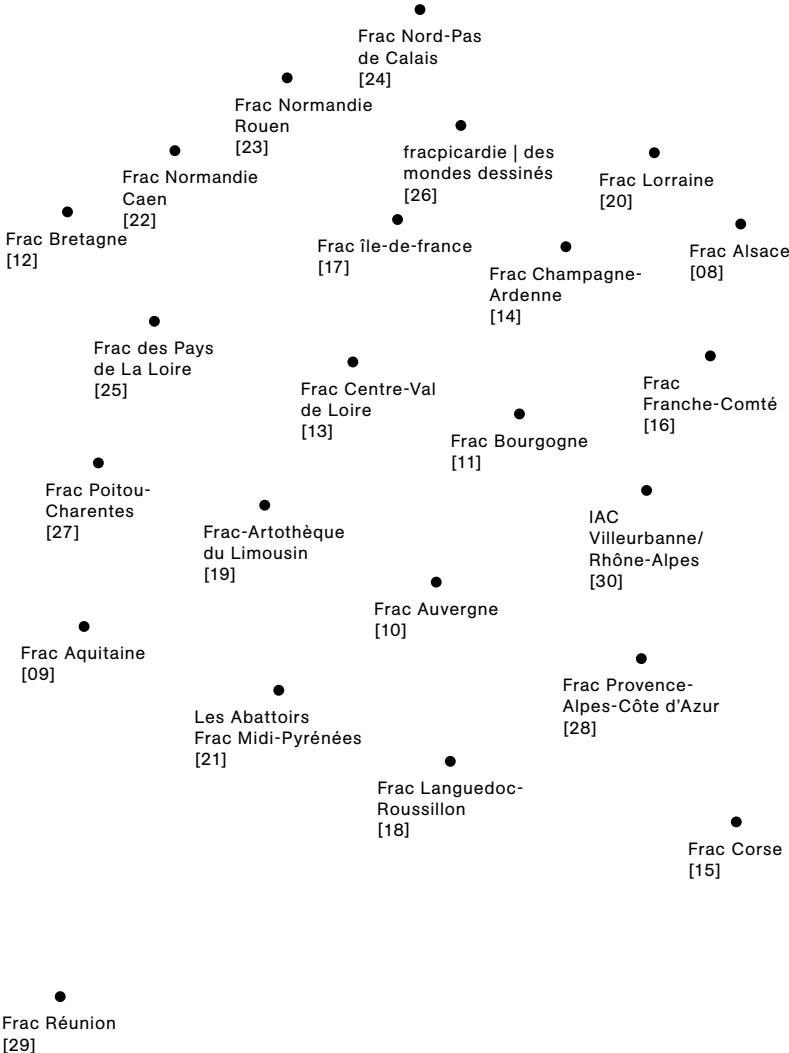 Frac Nord-Pas
de Calais
[24]
Frac Normandie
Rouen
[23]
fracpicardie | des
mondes dessinés
[26]
Frac Lorraine
[20]
Frac Normandie
Caen
[22]
Frac Bretagne
[12]
Frac île-de-france
[17]
Frac Champagne-
Ardenne
[14]
Frac Alsace
[08]
Frac des Pays
de La Loire
[25]
Frac Centre-Val
de Loire
[13]
Frac
Franche-Comté
[16]
Frac Bourgogne
[11]
Frac Poitou-
Charentes
[27]
Frac-Artothèque
du Limousin
[19]
IAC
Villeurbanne/
Rhône-Alpes
[30]
Frac Auvergne
[10]
Frac Aquitaine
[09]
Les Abattoirs
Frac Midi-Pyrénées
[21]
Frac Provence-
Alpes-Côte d'Azur
[28]
Frac Languedoc-
Roussillon
[18]
Frac Corse
[15]
Frac Réunion
[29]